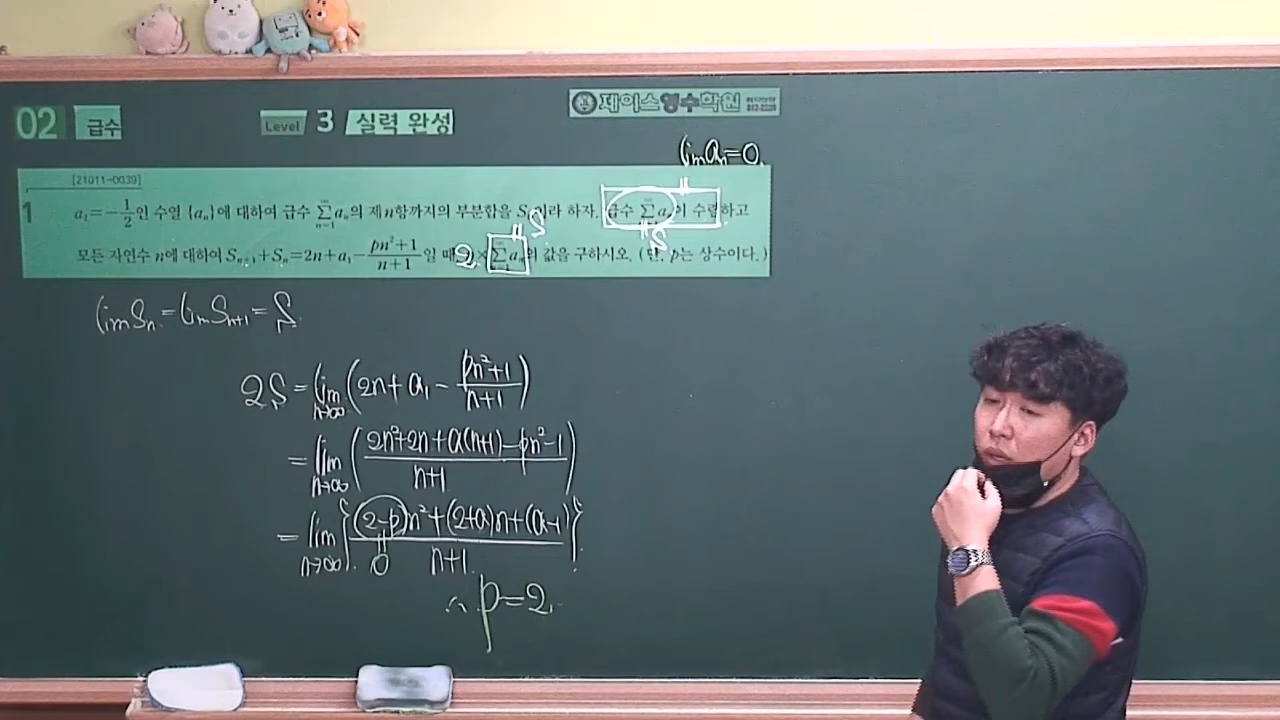 제이스영수학원
02 급수 Level 3 실력 완성
lim aₙ=0.
[21011-0039]
1 a₂=-1/2인 수열 {aₙ}에 대하여 급수 ∑(n=1,∞) aₙ의 제n항까지의 부분합을 Sₙ이라 하자. 급수 ∑ aₙ이 수렴하고
S S
모든 자연수 n에 대하여 Sₙ₊₁+Sₙ=2n+a₁-(pn²+1)/(n+1)일 때, 2×∑ aₙ의 값을 구하시오. (단, p는 상수이다.)
lim Sₙ=lim Sₙ₊₁=S
2S=lim(n→∞)(2n+a₁-(pn²+1)/(n+1))
=lim(n→∞)((2n²+2n+a(n+1)-pn²-1)/(n+1))
=lim(n→∞){((2-p)n²+(2+a)n+(a-1))/(n+1)}
0
∴ p=2.